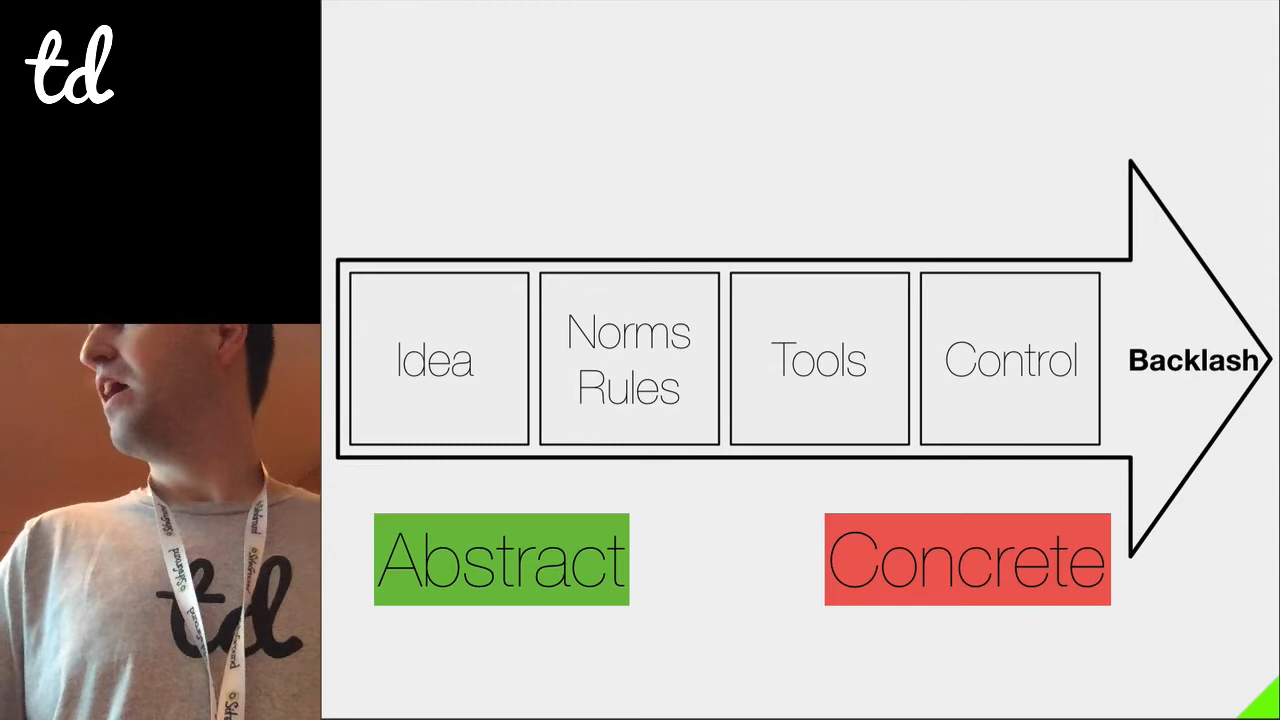 td
Idea
Norms
Rules
Tools
Control
Backlash
Abstract
Concrete
td